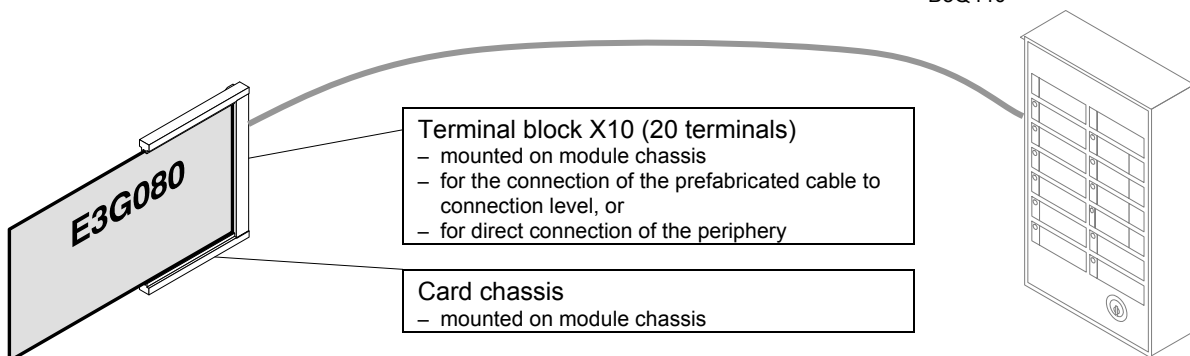 E3G080
Terminal block X10 (20 terminals)
– mounted on module chassis
– for the connection of the prefabricated cable to
connection level, or
– for direct connection of the periphery
Card chassis
– mounted on module chassis